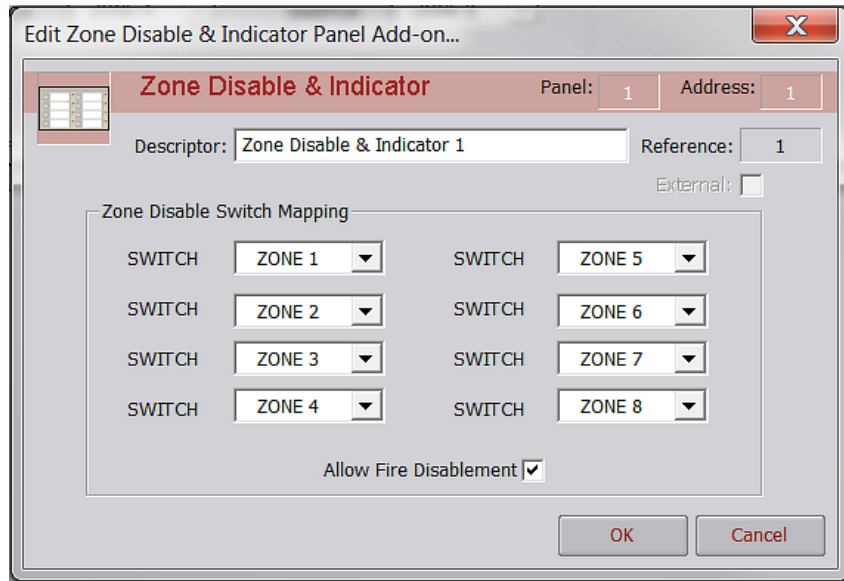 Edit Zone Disable & Indicator Panel Add-on...
Zone Disable & Indicator Panel: 1 Address: 1
Descriptor: Zone Disable & Indicator 1 Reference: 1
External:
Zone Disable Switch Mapping
SWITCH ZONE 1 SWITCH ZONE 5
SWITCH ZONE 2 SWITCH ZONE 6
SWITCH ZONE 3 SWITCH ZONE 7
SWITCH ZONE 4 SWITCH ZONE 8
Allow Fire Disablement
OK Cancel